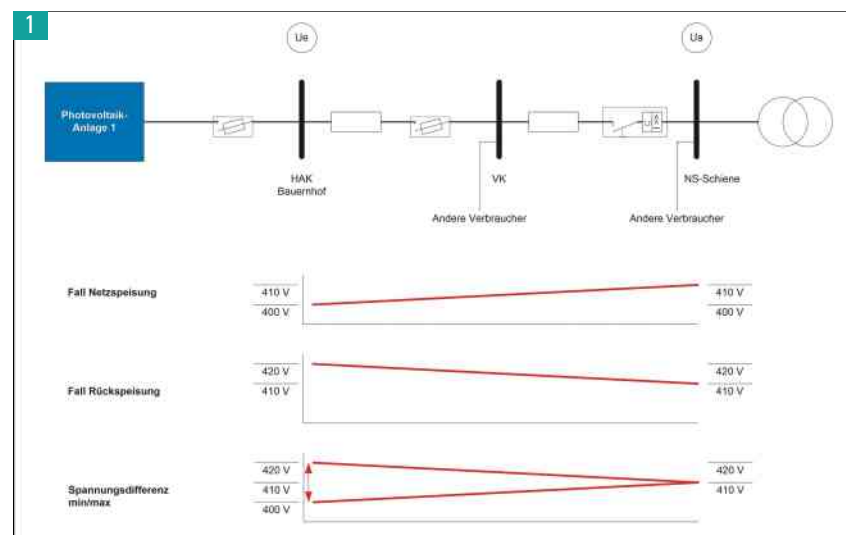 1
Ue
Ua
Photovoltaik-
Anlage 1
HAK
Bauernhof
VK
NS-Schiene
Andere Verbraucher
Andere Verbraucher
Fall Netzspeisung
410 V
400 V
410 V
400 V
Fall Rückspeisung
420 V
410 V
420 V
410 V
Spannungsdifferenz
min/max
420 V
410 V
400 V
420 V
410 V